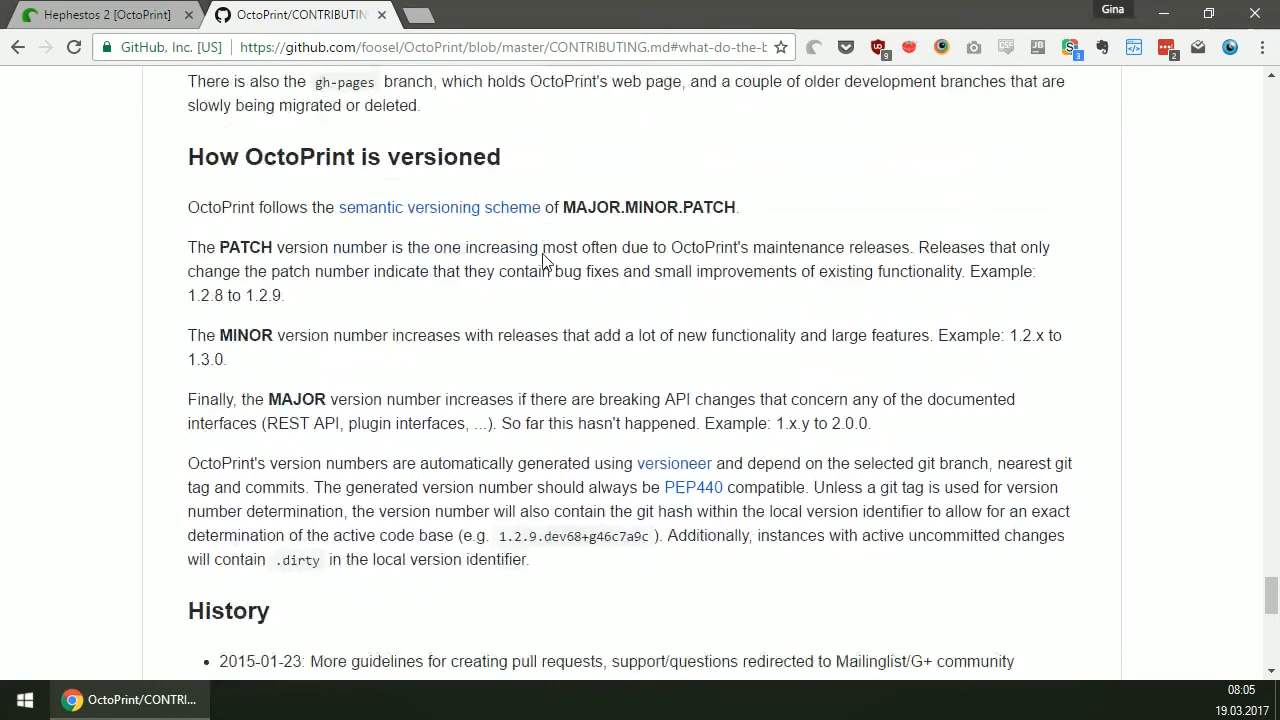 Hephestos 2 [OctoPrint]
OctoPrint/CONTRIBUTIN
Gina
GitHub, Inc. [US]
https://github.com/foosel/OctoPrint/blob/master/CONTRIBUTING.md#what-do-the-b
9
3
2
There is also the gh-pages branch, which holds OctoPrint's web page, and a couple of older development branches that are
slowly being migrated or deleted.
How OctoPrint is versioned
OctoPrint follows the semantic versioning scheme of MAJOR.MINOR.PATCH.
The PATCH version number is the one increasing most often due to OctoPrint's maintenance releases. Releases that only
change the patch number indicate that they contain bug fixes and small improvements of existing functionality. Example:
1.2.8 to 1.2.9.
The MINOR version number increases with releases that add a lot of new functionality and large features. Example: 1.2.x to
1.3.0.
Finally, the MAJOR version number increases if there are breaking API changes that concern any of the documented
interfaces (REST API, plugin interfaces, ...). So far this hasn't happened. Example: 1.x.y to 2.0.0.
OctoPrint's version numbers are automatically generated using versioneer and depend on the selected git branch, nearest git
tag and commits. The generated version number should always be PEP440 compatible. Unless a git tag is used for version
number determination, the version number will also contain the git hash within the local version identifier to allow for an exact
determination of the active code base (e.g. 1.2.9.dev68+g46c7a9c ). Additionally, instances with active uncommitted changes
will contain .dirty in the local version identifier.
History
• 2015-01-23: More guidelines for creating pull requests, support/questions redirected to Mailinglist/G+ community
OctoPrint/CONTRI...
08:05
19.03.2017